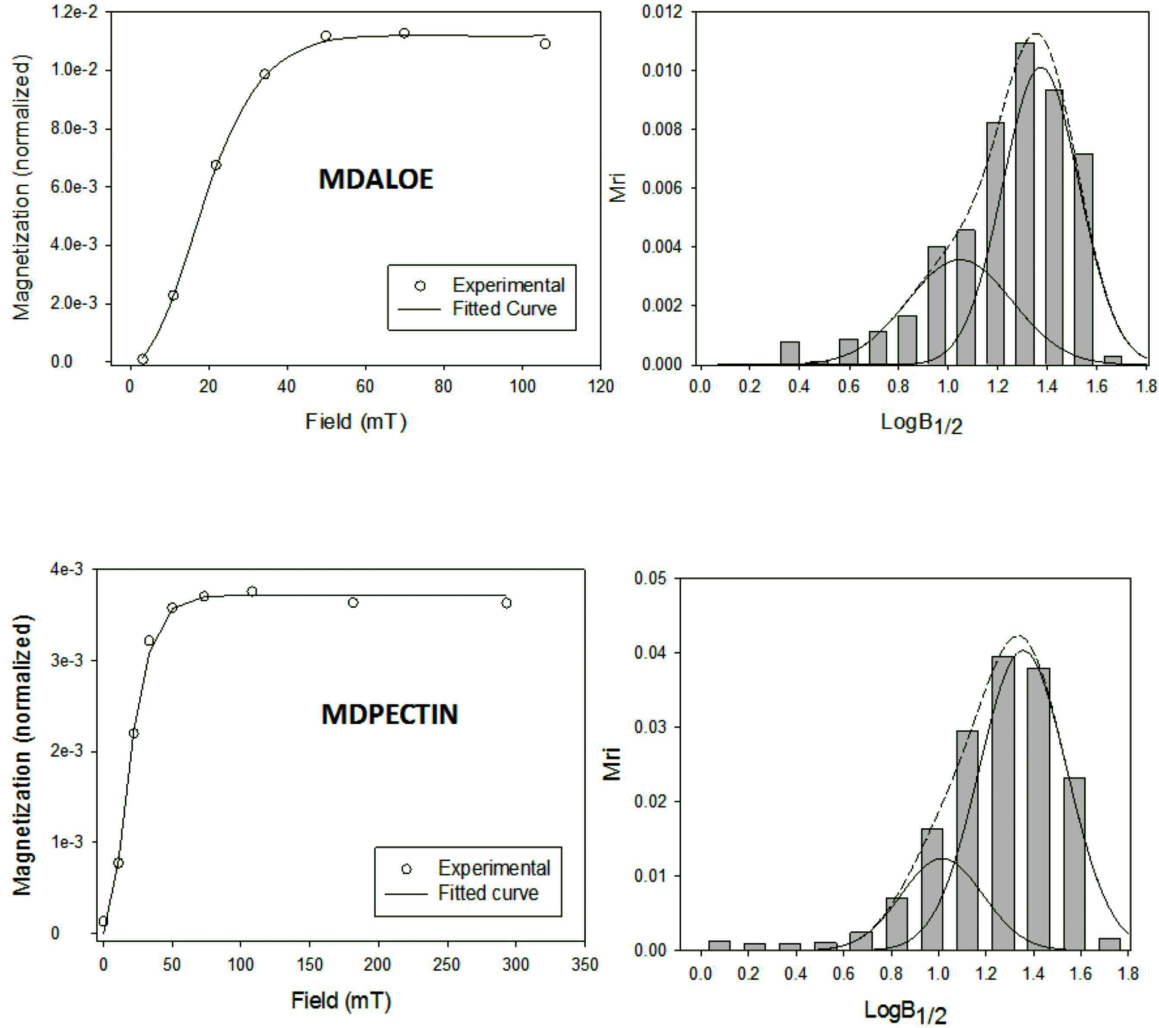 1.2e-2
1.0e-2
8.0e-3
6.0e-3
4.0e-3
2.0e-3
0.0
Magnetization (normalized)
MDALOE
Experimental
Fitted Curve
0 20 40 60 80 100 120
Field (mT)
0.012
0.010
0.008
0.006
0.004
0.002
0.000
Mri
0.0 0.2 0.4 0.6 0.8 1.0 1.2 1.4 1.6 1.8
LogB1/2
4e-3
3e-3
2e-3
1e-3
0
Magnetization (normalized)
MDPECTIN
Experimental
Fitted curve
0 50 100 150 200 250 300 350
Field (mT)
0.05
0.04
0.03
0.02
0.01
0.00
Mri
0.0 0.2 0.4 0.6 0.8 1.0 1.2 1.4 1.6 1.8
LogB1/2